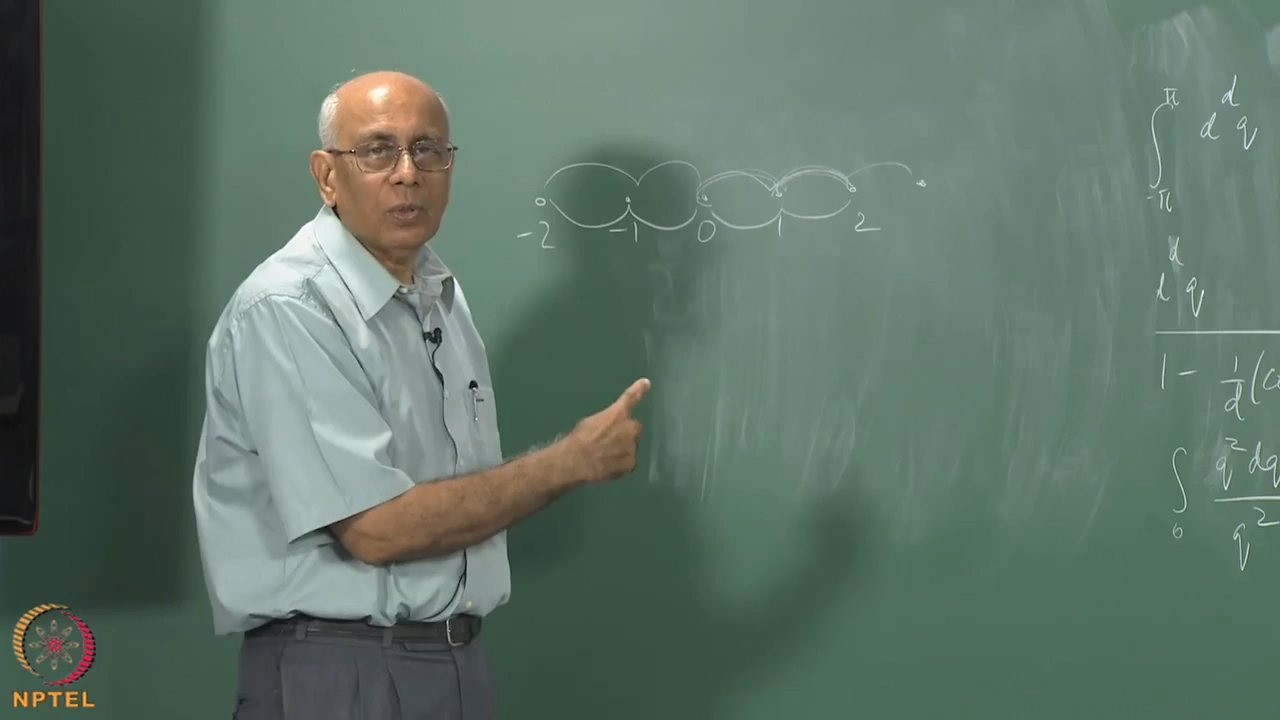 -2 -1 0 1 2
π
∫ d^d q
-π
d^d q
1 - 1/d (C
∫ q² dq
0 q²
NPTEL